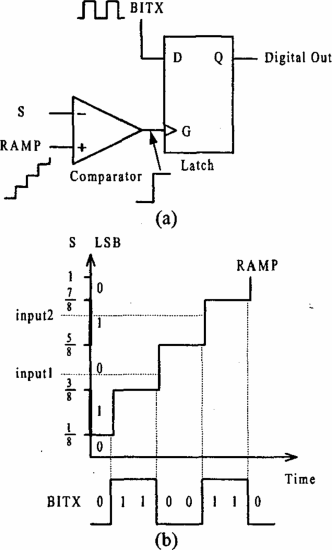 BITX
D Q Digital Out
S −
RAMP +
G
Comparator
Latch
(a)
S LSB
RAMP
1
0
7/8
input2
1
5/8
input1
0
3/8
1
1/8
0
Time
BITX 0 1 1 0 0 1 1 0
(b)